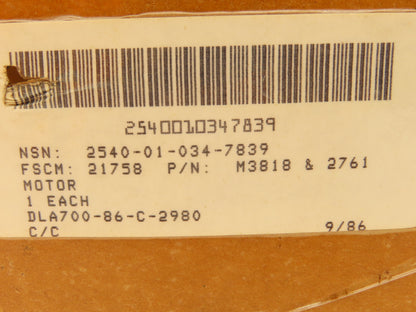 2540010347839
NSN: 2540-01-034-7839
FSCM: 21758 P/N: M3818 & 2761
MOTOR
1 EACH
DLA700-86-C-2980
C/C 9/86